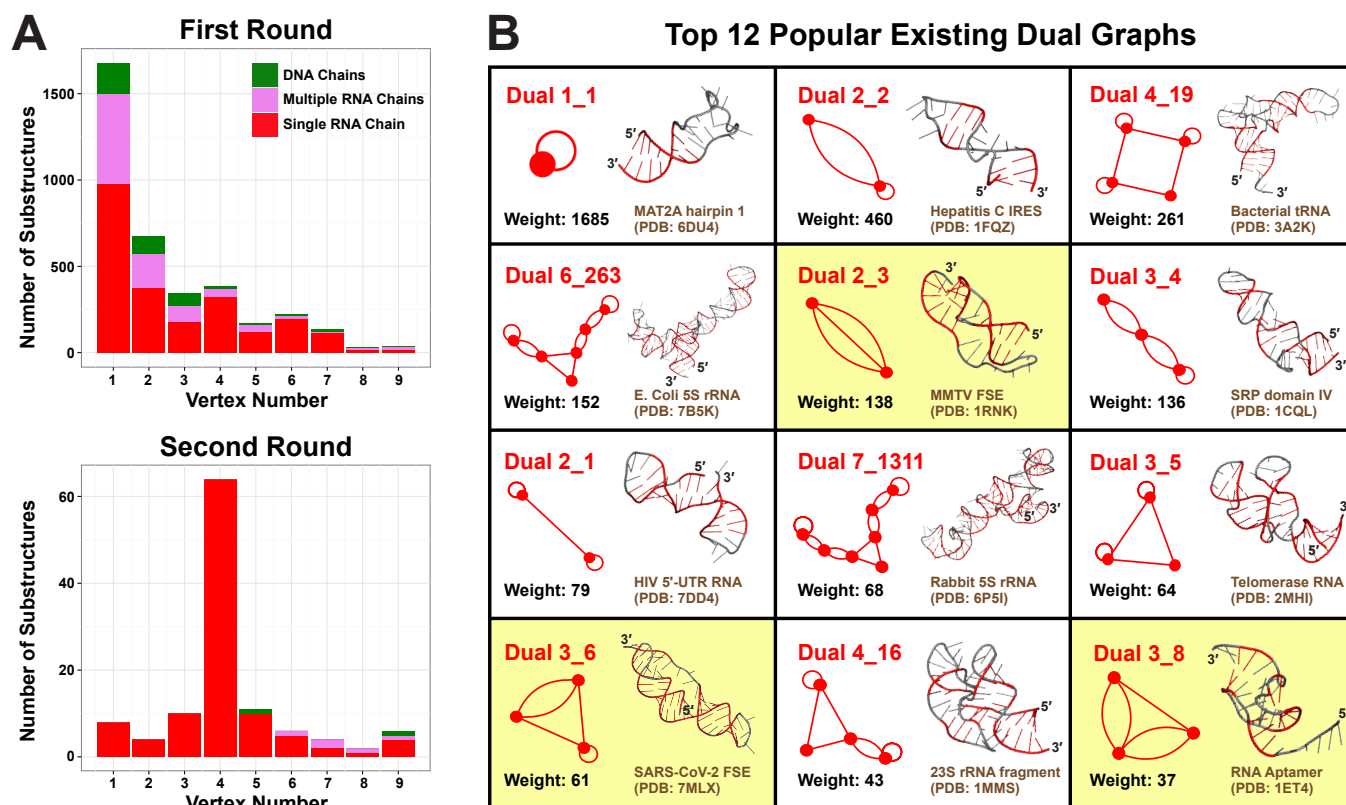 A
First Round
Number of Substructures
1500
1000
500
0
DNA Chains
Multiple RNA Chains
Single RNA Chain
1 2 3 4 5 6 7 8 9
Vertex Number
Second Round
Number of Substructures
60
40
20
0
1 2 3 4 5 6 7 8 9
Vertex Number
B
Top 12 Popular Existing Dual Graphs
Dual 1_1
5′
3′
Weight: 1685
MAT2A hairpin 1
(PDB: 6DU4)
Dual 2_2
5′
3′
Weight: 460
Hepatitis C IRES
(PDB: 1FQZ)
Dual 4_19
5′
3′
Weight: 261
Bacterial tRNA
(PDB: 3A2K)
Dual 6_263
5′
3′
Weight: 152
E. Coli 5S rRNA
(PDB: 7B5K)
Dual 2_3
3′
5′
Weight: 138
MMTV FSE
(PDB: 1RNK)
Dual 3_4
5′
3′
Weight: 136
SRP domain IV
(PDB: 1CQL)
Dual 2_1
5′
3′
Weight: 79
HIV 5'-UTR RNA
(PDB: 7DD4)
Dual 7_1311
5′
3′
Weight: 68
Rabbit 5S rRNA
(PDB: 6P5I)
Dual 3_5
3′
5′
Weight: 64
Telomerase RNA
(PDB: 2MHI)
Dual 3_6
3′
5′
Weight: 61
SARS-CoV-2 FSE
(PDB: 7MLX)
Dual 4_16
5′
3′
Weight: 43
23S rRNA fragment
(PDB: 1MMS)
Dual 3_8
3′
5′
Weight: 37
RNA Aptamer
(PDB: 1ET4)